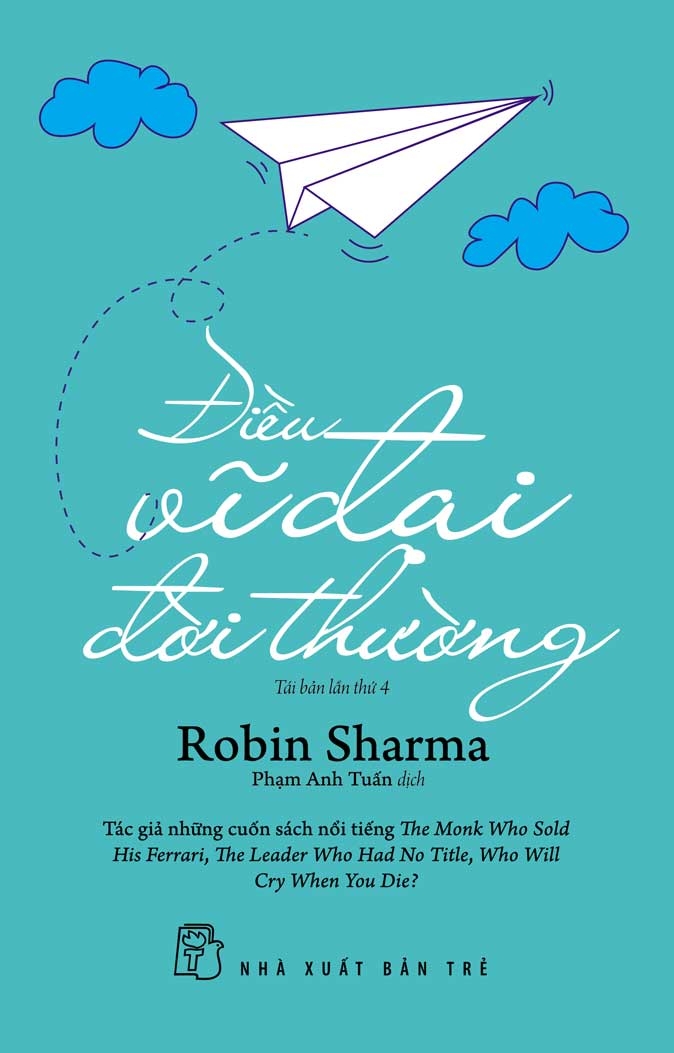 Điều
vĩ đại
đời thường
Tái bản lần thứ 4
Robin Sharma
Phạm Anh Tuấn dịch
Tác giả những cuốn sách nổi tiếng The Monk Who Sold
His Ferrari, The Leader Who Had No Title, Who Will
Cry When You Die?
T
NHÀ XUẤT BẢN TRẺ